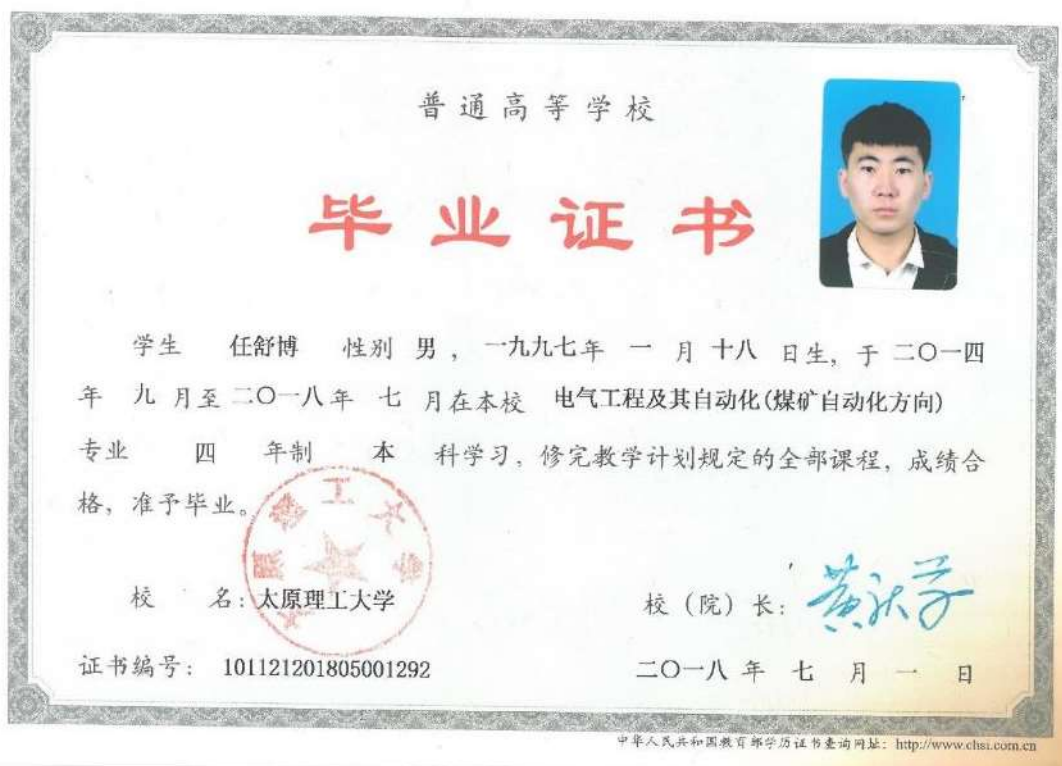 普通高等学校
毕业证书
学生 任舒博 性别 男，一九九七年 一 月 十八 日生，于 二〇一四
年 九 月至 二〇一八年 七 月在本校 电气工程及其自动化(煤矿自动化方向)
专业 四 年制 本 科学习，修完教学计划规定的全部课程，成绩合
格，准予毕业。
太原理工大学
校 名：太原理工大学
校（院）长：
证书编号： 101121201805001292
二〇一八 年 七 月 一 日
中华人民共和国教育部学历证书查询网址：http://www.chsi.com.cn